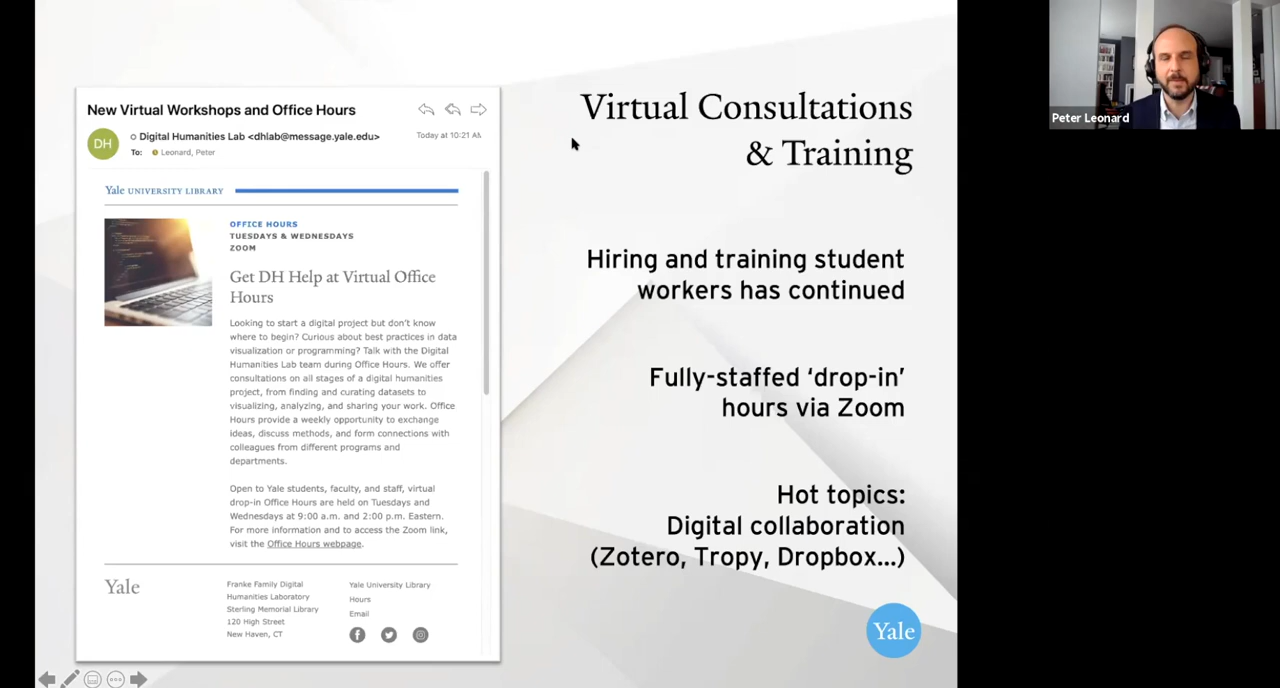 New Virtual Workshops and Office Hours
DH
Digital Humanities Lab <dhlab@message.yale.edu>
Today at 10:21 AM
To: Leonard, Peter
Yale UNIVERSITY LIBRARY
OFFICE HOURS
TUESDAYS & WEDNESDAYS
ZOOM
Get DH Help at Virtual Office
Hours
Looking to start a digital project but don't know
where to begin? Curious about best practices in data
visualization or programming? Talk with the Digital
Humanities Lab team during Office Hours. We offer
consultations on all stages of a digital humanities
project, from finding and curating datasets to
visualizing, analyzing, and sharing your work. Office
Hours provide a weekly opportunity to exchange
ideas, discuss methods, and form connections with
colleagues from different programs and
departments.
Open to Yale students, faculty, and staff, virtual
drop-in Office Hours are held on Tuesdays and
Wednesdays at 9:00 a.m. and 2:00 p.m. Eastern.
For more information and to access the Zoom link,
visit the Office Hours webpage.
Yale
Franke Family Digital
Humanities Laboratory
Sterling Memorial Library
120 High Street
New Haven, CT
Yale University Library
Hours
Email
Virtual Consultations
& Training
Hiring and training student
workers has continued
Fully-staffed ‘drop-in’
hours via Zoom
Hot topics:
Digital collaboration
(Zotero, Tropy, Dropbox...)
Yale
Peter Leonard